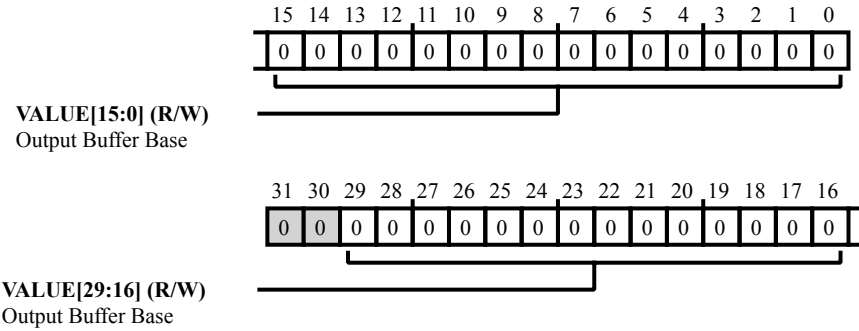 15 14 13 12 11 10 9 8 7 6 5 4 3 2 1 0
0 0 0 0 0 0 0 0 0 0 0 0 0 0 0 0
VALUE[15:0] (R/W)
Output Buffer Base
31 30 29 28 27 26 25 24 23 22 21 20 19 18 17 16
0 0 0 0 0 0 0 0 0 0 0 0 0 0 0 0
VALUE[29:16] (R/W)
Output Buffer Base